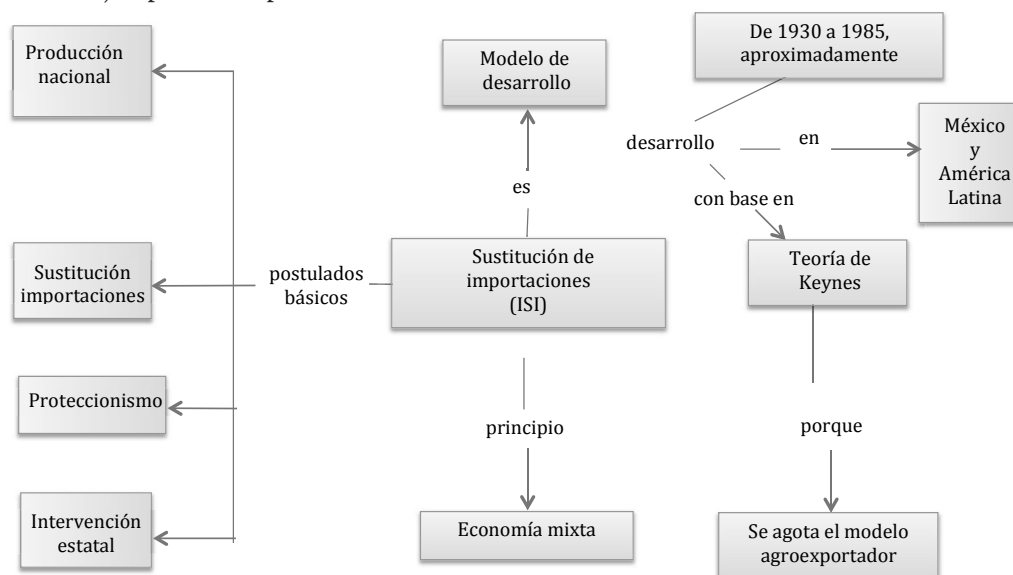 De 1930 a 1985,
aproximadamente
Producción
nacional
Modelo de
desarrollo
desarrollo
en
México
y
América
Latina
es
con base en
Sustitución
importaciones
postulados
básicos
Sustitución de
importaciones
(ISI)
Teoría de
Keynes
Proteccionismo
principio
porque
Intervención
estatal
Economía mixta
Se agota el modelo
agroexportador